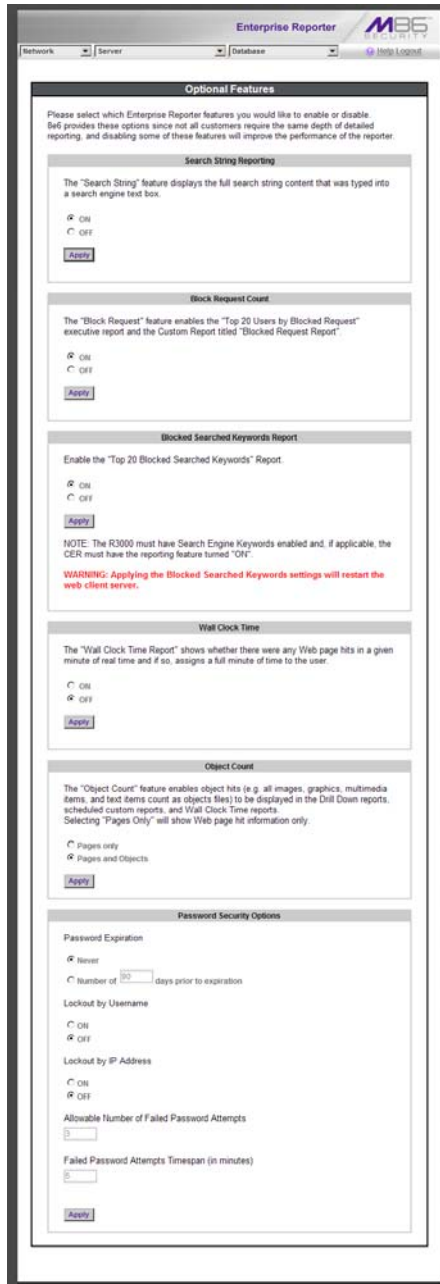 Enterprise Reporter
M86
SECURITY
Network
Server
Database
Help Logout
Optional Features
Please select which Enterprise Reporter features you would like to enable or disable.
8e6 provides these options since not all customers require the same depth of detailed
reporting, and disabling some of these features will improve the performance of the reporter.
Search String Reporting
The "Search String" feature displays the full search string content that was typed into
a search engine text box.
ON
OFF
Apply
Block Request Count
The "Block Request" feature enables the "Top 20 Users by Blocked Request"
executive report and the Custom Report titled "Blocked Request Report".
ON
OFF
Apply
Blocked Searched Keywords Report
Enable the "Top 20 Blocked Searched Keywords" Report.
ON
OFF
Apply
NOTE: The R3000 must have Search Engine Keywords enabled and, if applicable, the
CER must have the reporting feature turned "ON".
WARNING: Applying the Blocked Searched Keywords settings will restart the
web client server.
Wall Clock Time
The "Wall Clock Time Report" shows whether there were any Web page hits in a given
minute of real time and if so, assigns a full minute of time to the user.
ON
OFF
Apply
Object Count
The "Object Count" feature enables object hits (e.g. all images, graphics, multimedia
items, and text items count as objects files) to be displayed in the Drill Down reports,
scheduled custom reports, and Wall Clock Time reports.
Selecting "Pages Only" will show Web page hit information only.
Pages only
Pages and Objects
Apply
Password Security Options
Password Expiration
Never
Number of 90 days prior to expiration
Lockout by Username
ON
OFF
Lockout by IP Address
ON
OFF
Allowable Number of Failed Password Attempts
3
Failed Password Attempts Timespan (in minutes)
5
Apply